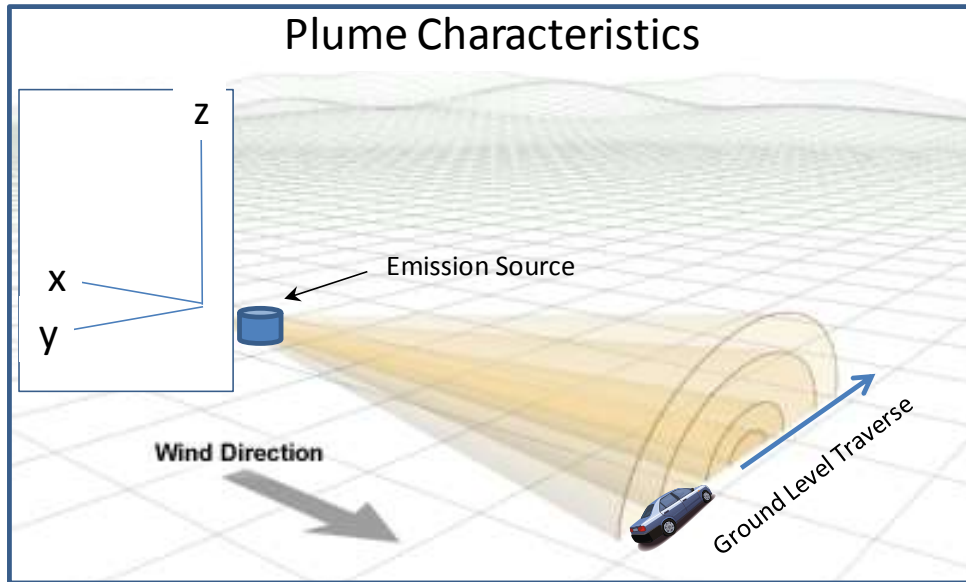 Plume Characteristics
z
x
y
Emission Source
Wind Direction
Ground Level Traverse